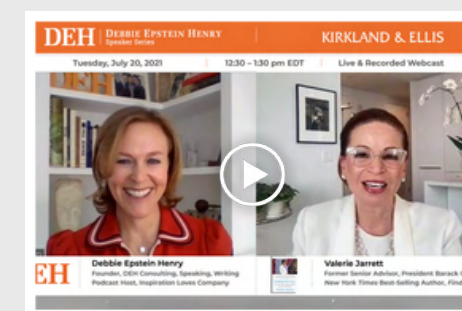 DEH DEBBIE EPSTEIN HENRY
Speaker Series
KIRKLAND & ELLIS
Tuesday, July 20, 2021 12:30 – 1:30 pm EDT Live & Recorded Webcast
EH
Debbie Epstein Henry
Founder, DEH Consulting, Speaking, Writing
Podcast Host, Inspiration Loves Company
Valerie Jarrett
Former Senior Advisor, President Barack
New York Times Best-Selling Author, Find